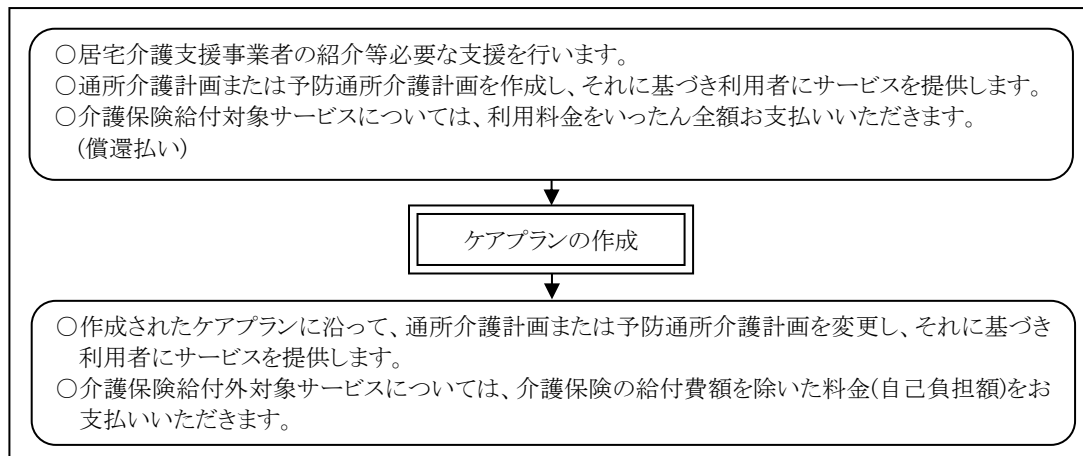 ○居宅介護支援事業者の紹介等必要な支援を行います。
○通所介護計画または予防通所介護計画を作成し、それに基づき利用者にサービスを提供します。
○介護保険給付対象サービスについては、利用料金をいったん全額お支払いいただきます。
(償還払い)
ケアプランの作成
○作成されたケアプランに沿って、通所介護計画または予防通所介護計画を変更し、それに基づき
利用者にサービスを提供します。
○介護保険給付外対象サービスについては、介護保険の給付費額を除いた料金(自己負担額)をお
支払いいただきます。